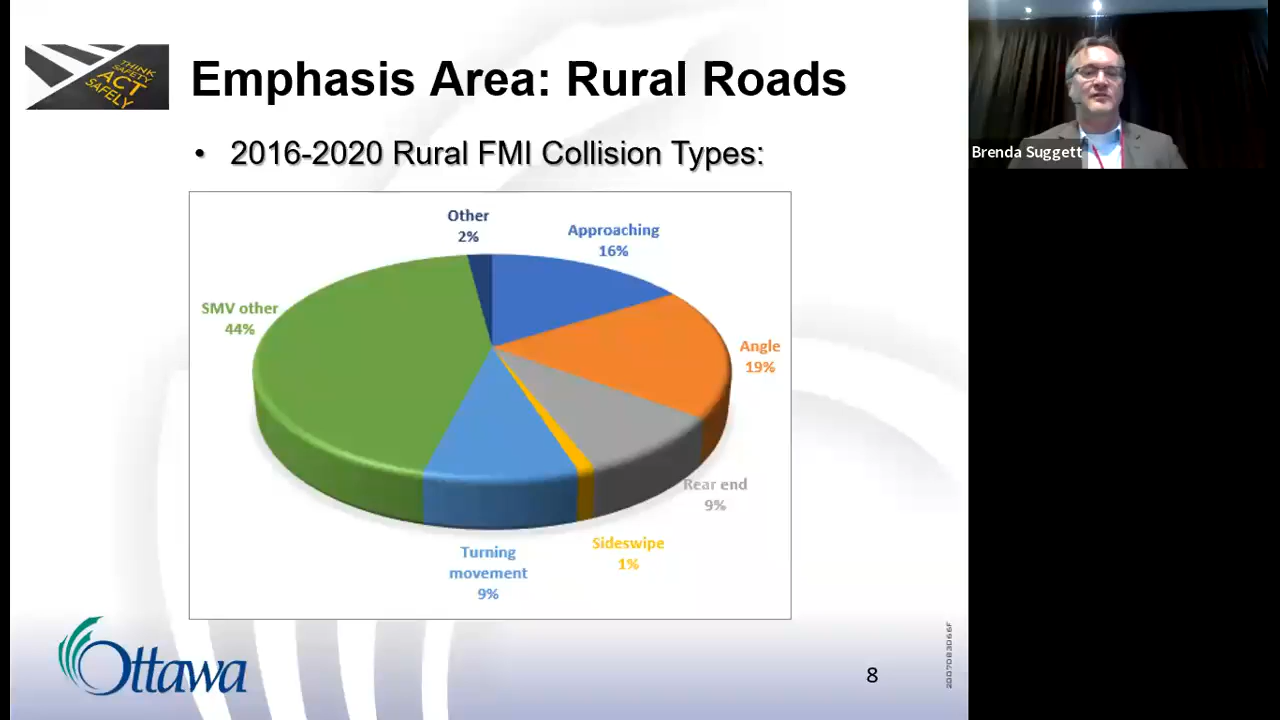 THINK
SAFETY
ACT
SAFELY
Emphasis Area: Rural Roads
Brenda Suggett
• 2016-2020 Rural FMI Collision Types:
Other
2%
Approaching
16%
SMV other
44%
Angle
19%
Rear end
9%
Sideswipe
1%
Turning
movement
9%
Ottawa
8
2007083066F